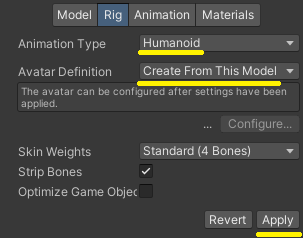 Model Rig Animation Materials
Animation Type Humanoid
Avatar Definition Create From This Model
The avatar can be configured after settings have been
applied.
... Configure...
Skin Weights Standard (4 Bones)
Strip Bones
Optimize Game Objec
Revert Apply